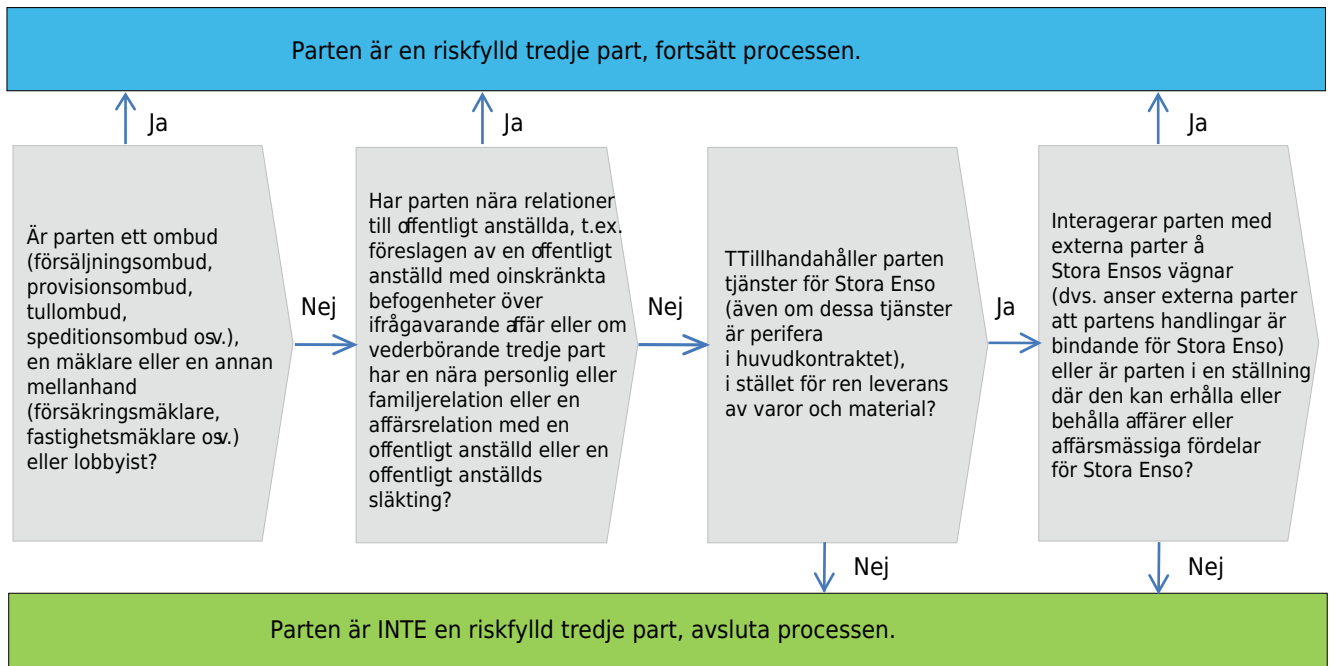 Parten är en riskfylld tredje part, fortsätt processen.
Ja
Ja
Ja
Är parten ett ombud
(försäljningsombud,
provisionsombud,
tullombud,
speditionsombud osv.),
en mäklare eller en annan
mellanhand
(försäkringsmäklare,
fastighetsmäklare osv.)
eller lobbyist?
Nej
Har parten nära relationer
till offentligt anställda, t.ex.
föreslagen av en offentligt
anställd med oinskränkta
befogenheter över
ifrågavarande affär eller om
vederbörande tredje part
har en nära personlig eller
familjerelation eller en
affärsrelation med en
offentligt anställd eller en
offentligt anställds
släkting?
Nej
TTillhandahåller parten
tjänster för Stora Enso
(även om dessa tjänster
är perifera
i huvudkontraktet),
i stället för ren leverans
av varor och material?
Ja
Interagerar parten med
externa parter å
Stora Ensos vägnar
(dvs. anser externa parter
att partens handlingar är
bindande för Stora Enso)
eller är parten i en ställning
där den kan erhålla eller
behålla affärer eller
affärsmässiga fördelar
för Stora Enso?
Nej
Nej
Parten är INTE en riskfylld tredje part, avsluta processen.